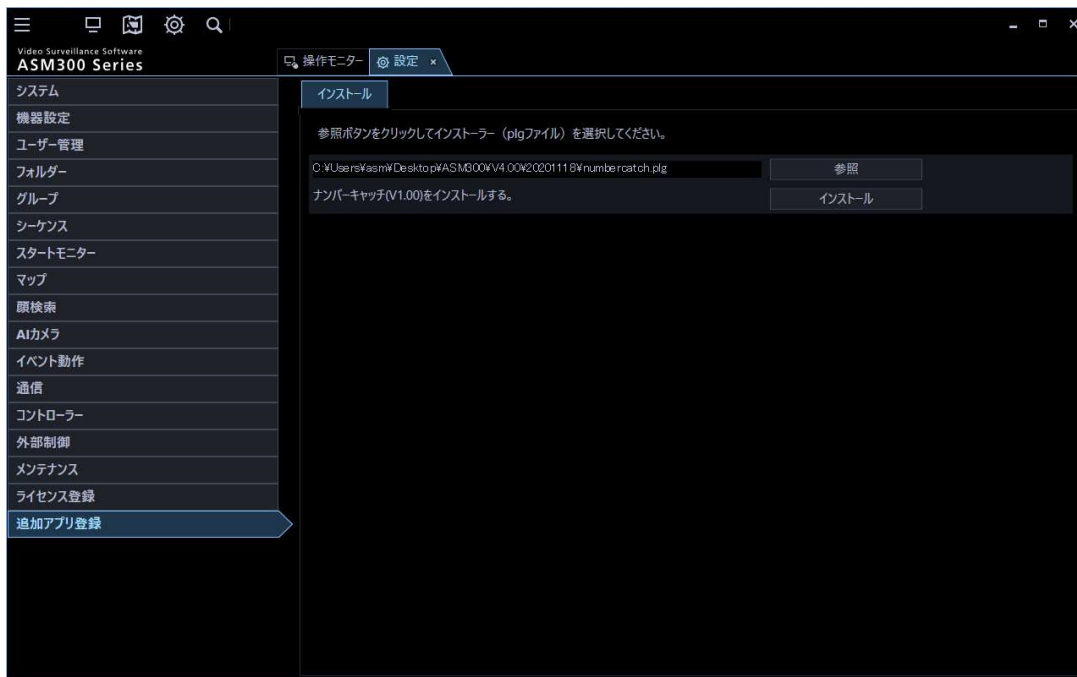 Video Surveillance Software
ASM300 Series
操作モニター
設定 ×
システム
機器設定
ユーザー管理
フォルダー
グループ
シーケンス
スタートモニター
マップ
顔検索
AIカメラ
イベント動作
通信
コントローラー
外部制御
メンテナンス
ライセンス登録
追加アプリ登録
インストール
参照ボタンをクリックしてインストーラー（plgファイル）を選択してください。
C:¥Users¥asm¥Desktop¥ASM300¥V4.00¥20201118¥numbercatch.plg
参照
ナンバーキャッチ(V1.00)をインストールする。
インストール